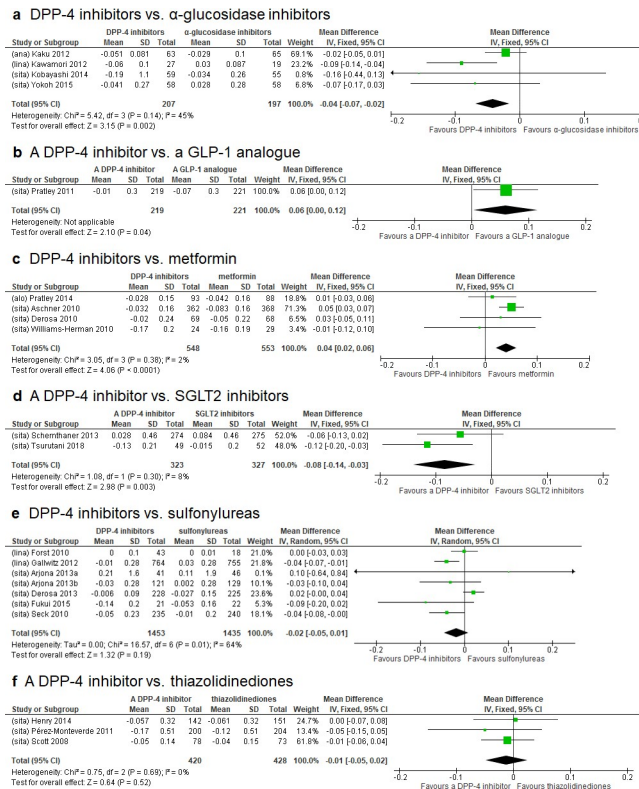 a DPP-4 inhibitors vs. α-glucosidase inhibitors
DPP-4 inhibitors α-glucosidase inhibitors Mean Difference Mean Difference
Study or Subgroup Mean SD Total Mean SD Total Weight IV, Fixed, 95% CI IV, Fixed, 95% CI
(ana) Kaku 2012 -0.051 0.081 63 -0.029 0.1 65 69.1% -0.02 [-0.05, 0.01]
(lina) Kawamori 2012 -0.06 0.1 27 0.03 0.087 19 23.2% -0.09 [-0.14, -0.04]
(sita) Kobayashi 2014 -0.19 1.1 59 -0.034 0.26 55 -0.16 [-0.44, 0.13]
(sita) Yokoh 2015 -0.041 0.27 58 0.028 0.28 58 -0.07 [-0.17, 0.03]
Total (95% CI) 207 197 100.0% -0.04 [-0.07, -0.02]
Heterogeneity: Chi² = 5.42, df = 3 (P = 0.14); I² = 45%
Test for overall effect: Z = 3.15 (P = 0.002)
-0.2 -0.1 0 0.1 0.2
Favours DPP-4 inhibitors Favours α-glucosidase inhibitors
b A DPP-4 inhibitor vs. a GLP-1 analogue
A DPP-4 inhibitor A GLP-1 analogue Mean Difference Mean Difference
Study or Subgroup Mean SD Total Mean SD Total Weight IV, Fixed, 95% CI IV, Fixed, 95% CI
(sita) Pratley 2011 -0.01 0.3 219 -0.07 0.3 221 100.0% 0.06 [0.00, 0.12]
Total (95% CI) 219 221 100.0% 0.06 [0.00, 0.12]
Heterogeneity: Not applicable
Test for overall effect: Z = 2.10 (P = 0.04)
-0.2 -0.1 0 0.1 0.2
Favours a DPP-4 inhibitor Favours a GLP-1 analogue
c DPP-4 inhibitors vs. metformin
DPP-4 inhibitors metformin Mean Difference Mean Difference
Study or Subgroup Mean SD Total Mean SD Total Weight IV, Fixed, 95% CI IV, Fixed, 95% CI
(alo) Pratley 2014 -0.028 0.15 93 -0.042 0.16 88 18.8% 0.01 [-0.03, 0.06]
(sita) Aschner 2010 -0.032 0.16 362 -0.083 0.16 368 68.8% 0.05 [0.03, 0.07]
(sita) Derosa 2010 -0.02 0.24 69 -0.05 0.22 68 6.5% 0.03 [-0.05, 0.11]
(sita) Williams-Herman 2010 -0.17 0.2 24 -0.16 0.19 29 3.4% -0.01 [-0.12, 0.10]
Total (95% CI) 548 553 100.0% 0.04 [0.02, 0.06]
Heterogeneity: Chi² = 3.05, df = 3 (P = 0.38); I² = 2%
Test for overall effect: Z = 4.06 (P < 0.0001)
-0.2 -0.1 0 0.1 0.2
Favours DPP-4 inhibitors Favours metformin
d A DPP-4 inhibitor vs. SGLT2 inhibitors
A DPP-4 inhibitor SGLT2 inhibitors Mean Difference Mean Difference
Study or Subgroup Mean SD Total Mean SD Total Weight IV, Fixed, 95% CI IV, Fixed, 95% CI
(sita) Schernthaner 2013 0.028 0.46 274 0.084 0.46 275 52.0% -0.06 [-0.13, 0.02]
(sita) Tsurutani 2018 -0.13 0.21 49 -0.015 0.2 52 48.0% -0.12 [-0.20, -0.03]
Total (95% CI) 323 327 100.0% -0.08 [-0.14, -0.03]
Heterogeneity: Chi² = 1.08, df = 1 (P = 0.30); I² = 8%
Test for overall effect: Z = 2.98 (P = 0.003)
-0.2 -0.1 0 0.1 0.2
Favours a DPP-4 inhibitor Favours SGLT2 inhibitors
e DPP-4 inhibitors vs. sulfonylureas
DPP-4 inhibitors sulfonylureas Mean Difference Mean Difference
Study or Subgroup Mean SD Total Mean SD Total Weight IV, Random, 95% CI IV, Random, 95% CI
(lina) Forst 2010 0 0.1 43 0 0.01 18 21.0% 0.00 [-0.03, 0.03]
(lina) Gallwitz 2012 -0.01 0.28 764 0.03 0.28 755 21.8% -0.04 [-0.07, -0.01]
(sita) Arjona 2013a 0.21 1.6 41 0.11 1.9 46 0.10 [-0.64, 0.84]
(sita) Arjona 2013b -0.03 0.28 121 0.002 0.28 129 10.1% -0.03 [-0.10, 0.04]
(sita) Derosa 2013 -0.006 0.09 228 -0.027 0.15 225 23.5% 0.02 [-0.00, 0.04]
(sita) Fukui 2015 -0.14 0.2 21 -0.053 0.16 22 5.2% -0.09 [-0.20, 0.02]
(sita) Seck 2010 -0.05 0.23 235 -0.01 0.2 240 18.1% -0.04 [-0.08, -0.00]
Total (95% CI) 1453 1435 100.0% -0.02 [-0.05, 0.01]
Heterogeneity: Tau² = 0.00; Chi² = 16.57, df = 6 (P = 0.01); I² = 64%
Test for overall effect: Z = 1.32 (P = 0.19)
-0.2 -0.1 0 0.1 0.2
Favours DPP-4 inhibitors Favours sulfonylureas
f A DPP-4 inhibitor vs. thiazolidinediones
A DPP-4 inhibitor thiazolidinediones Mean Difference Mean Difference
Study or Subgroup Mean SD Total Mean SD Total Weight IV, Fixed, 95% CI IV, Fixed, 95% CI
(sita) Henry 2014 -0.057 0.32 142 -0.061 0.32 151 24.7% 0.00 [-0.07, 0.08]
(sita) Pérez-Monteverde 2011 -0.17 0.51 200 -0.12 0.51 204 -0.05 [-0.15, 0.05]
(sita) Scott 2008 -0.05 0.14 78 -0.04 0.15 73 61.8% -0.01 [-0.06, 0.04]
Total (95% CI) 420 428 100.0% -0.01 [-0.05, 0.02]
Heterogeneity: Chi² = 0.75, df = 2 (P = 0.69); I² = 0%
Test for overall effect: Z = 0.64 (P = 0.52)
-0.2 -0.1 0 0.1 0.2
Favours a DPP-4 inhibitor Favours thiazolidinediones